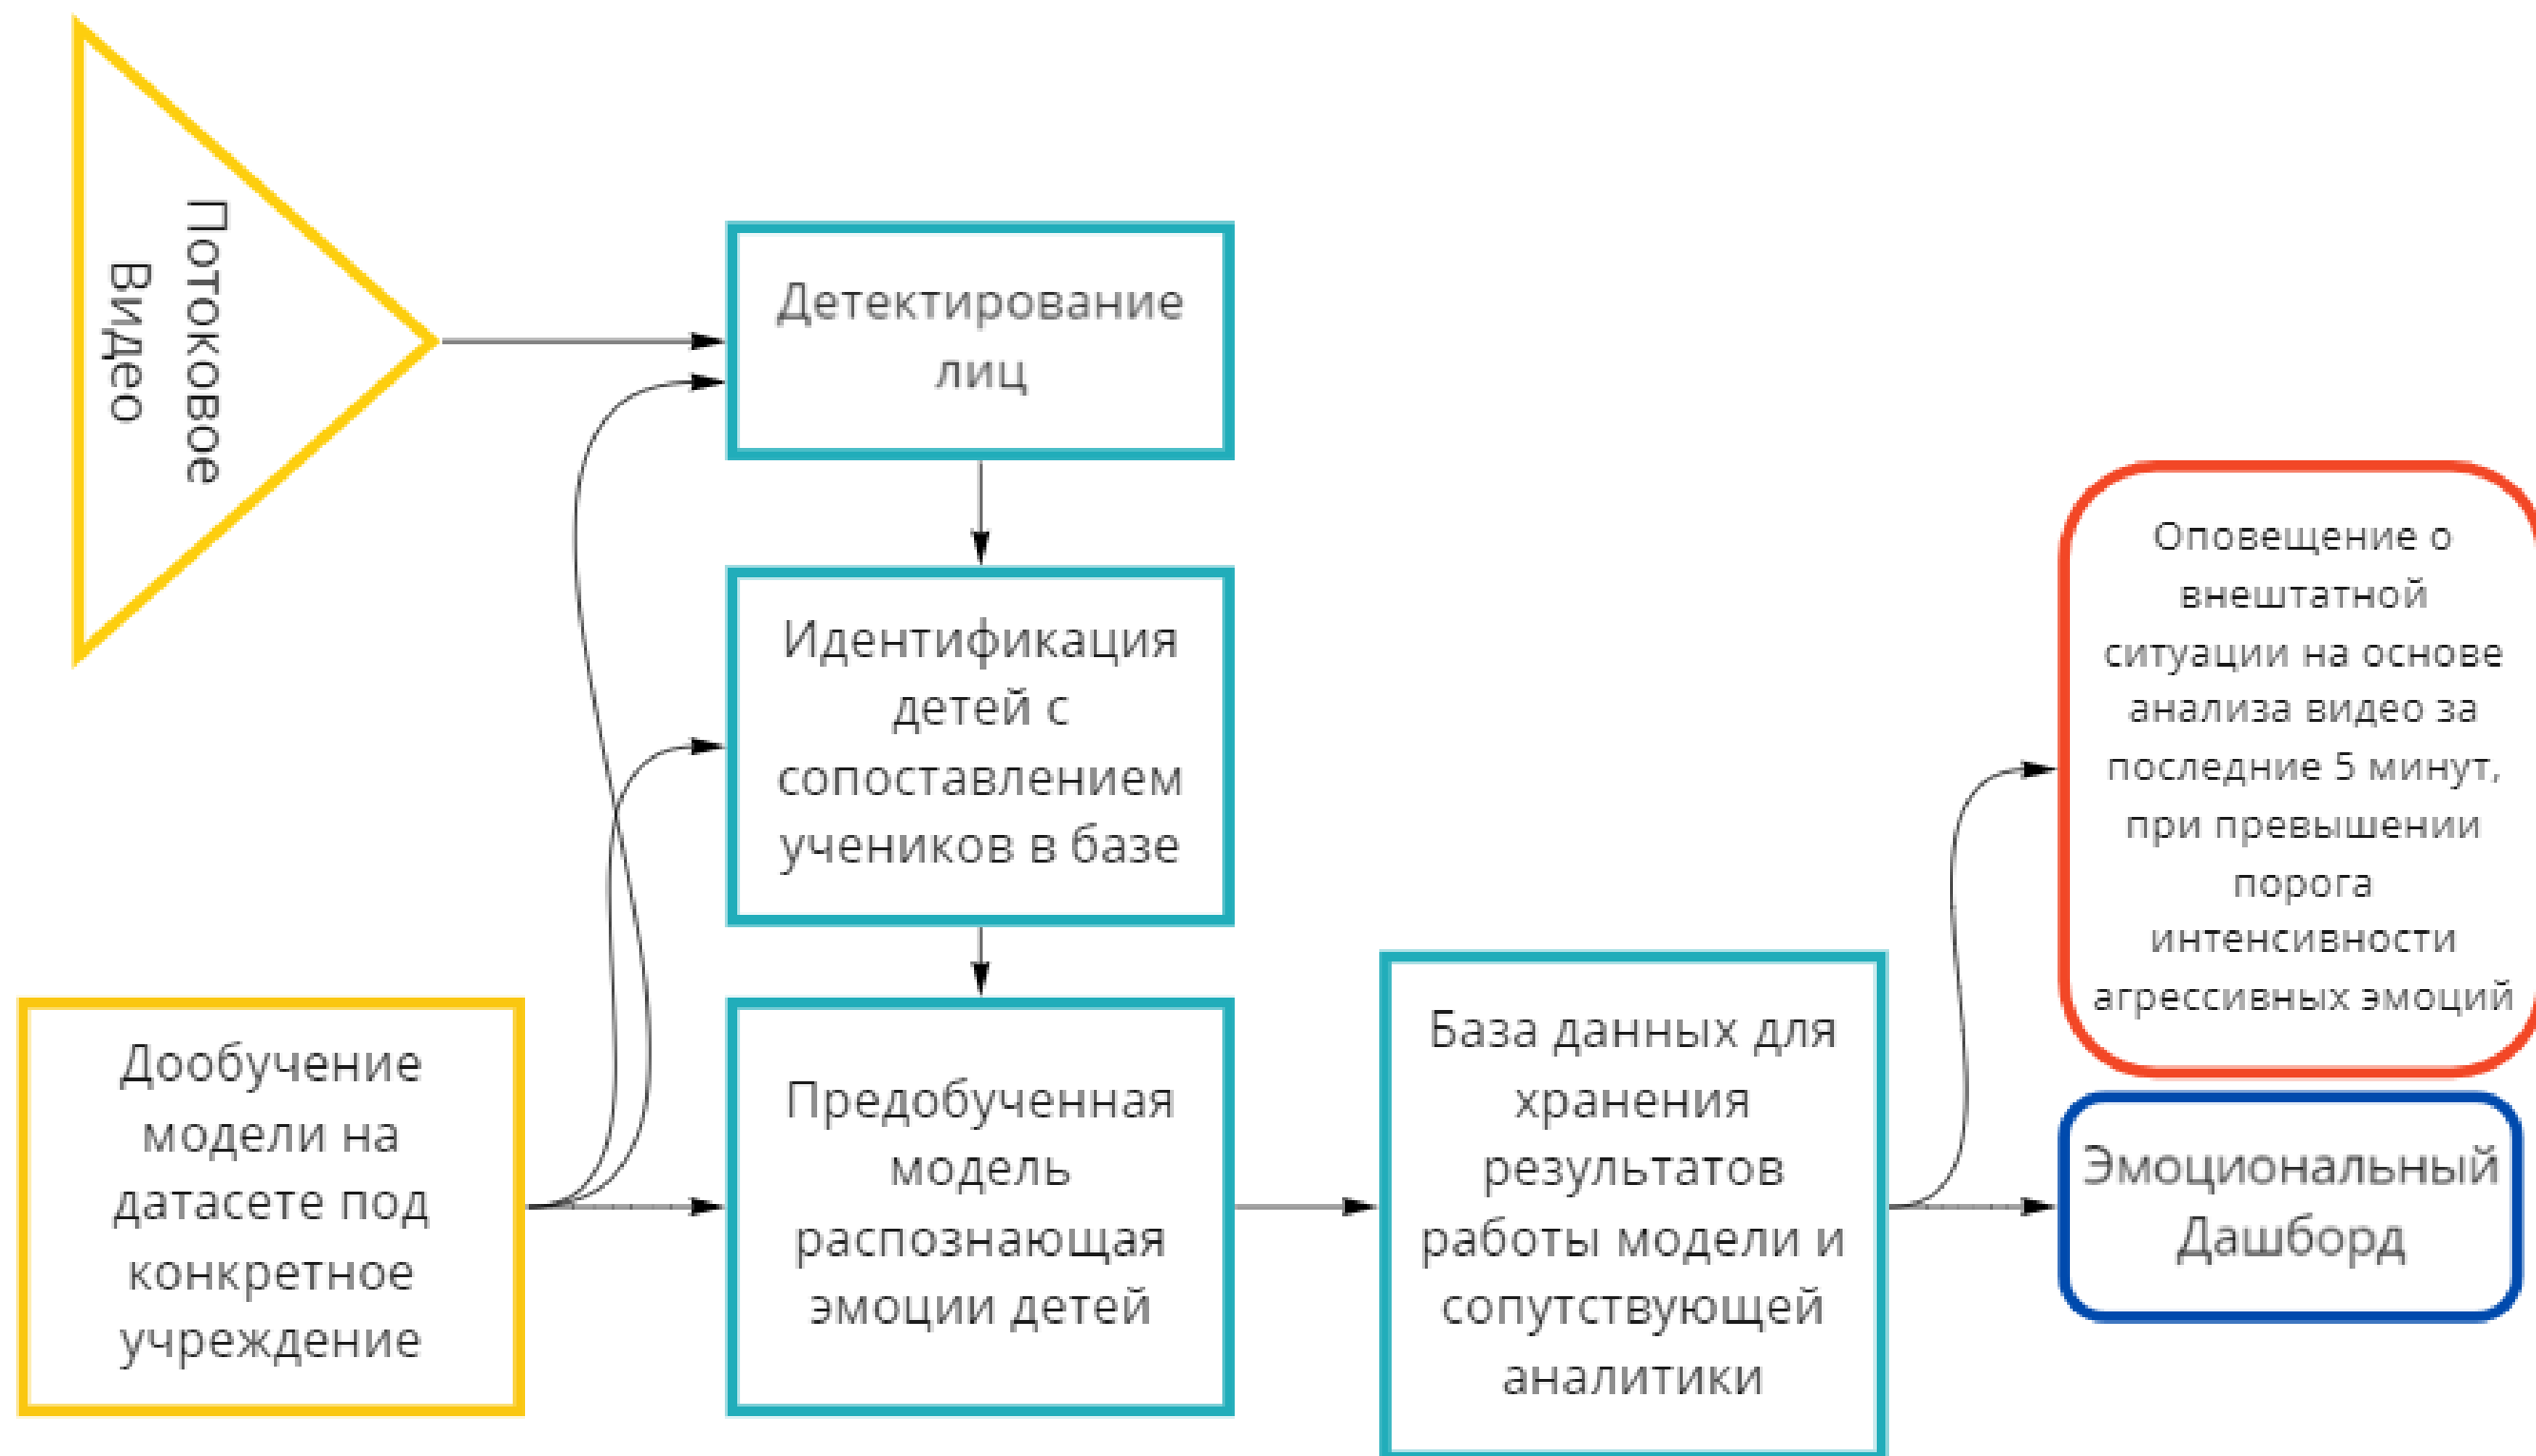 Потоковое
Видео
Детектирование
лиц
Идентификация
детей с
сопоставлением
учеников в базе
Дообучение
модели на
датасете под
конкретное
учреждение
Предобученная
модель
распознающая
эмоции детей
База данных для
хранения
результатов
работы модели и
сопутствующей
аналитики
Оповещение о
внештатной
ситуации на основе
анализа видео за
последние 5 минут,
при превышении
порога
интенсивности
агрессивных эмоций
Эмоциональный
Дашборд